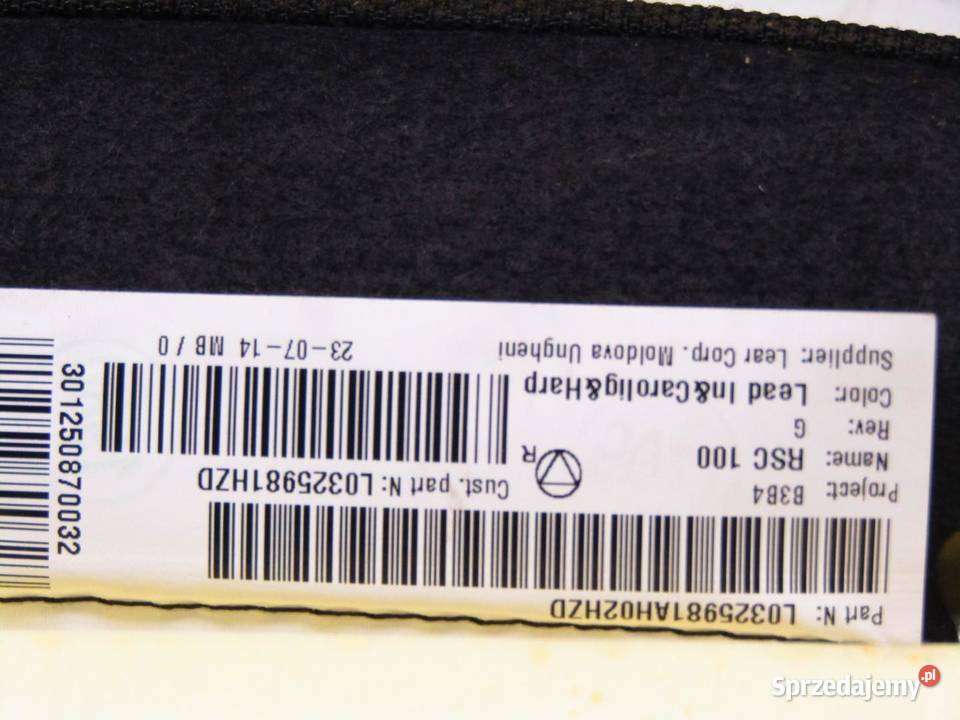 Part N: L0325981AH02HZD
Project: B3B4
Cust. part N: L0325981HZD
Name: RSC 100
R
Rev: G
Color: Lead In&Carolig&Harp
Supplier: Lear Corp. Moldova Ungheni
23-07-14 MB / 0
301250870032
Sprzedajemy.pl